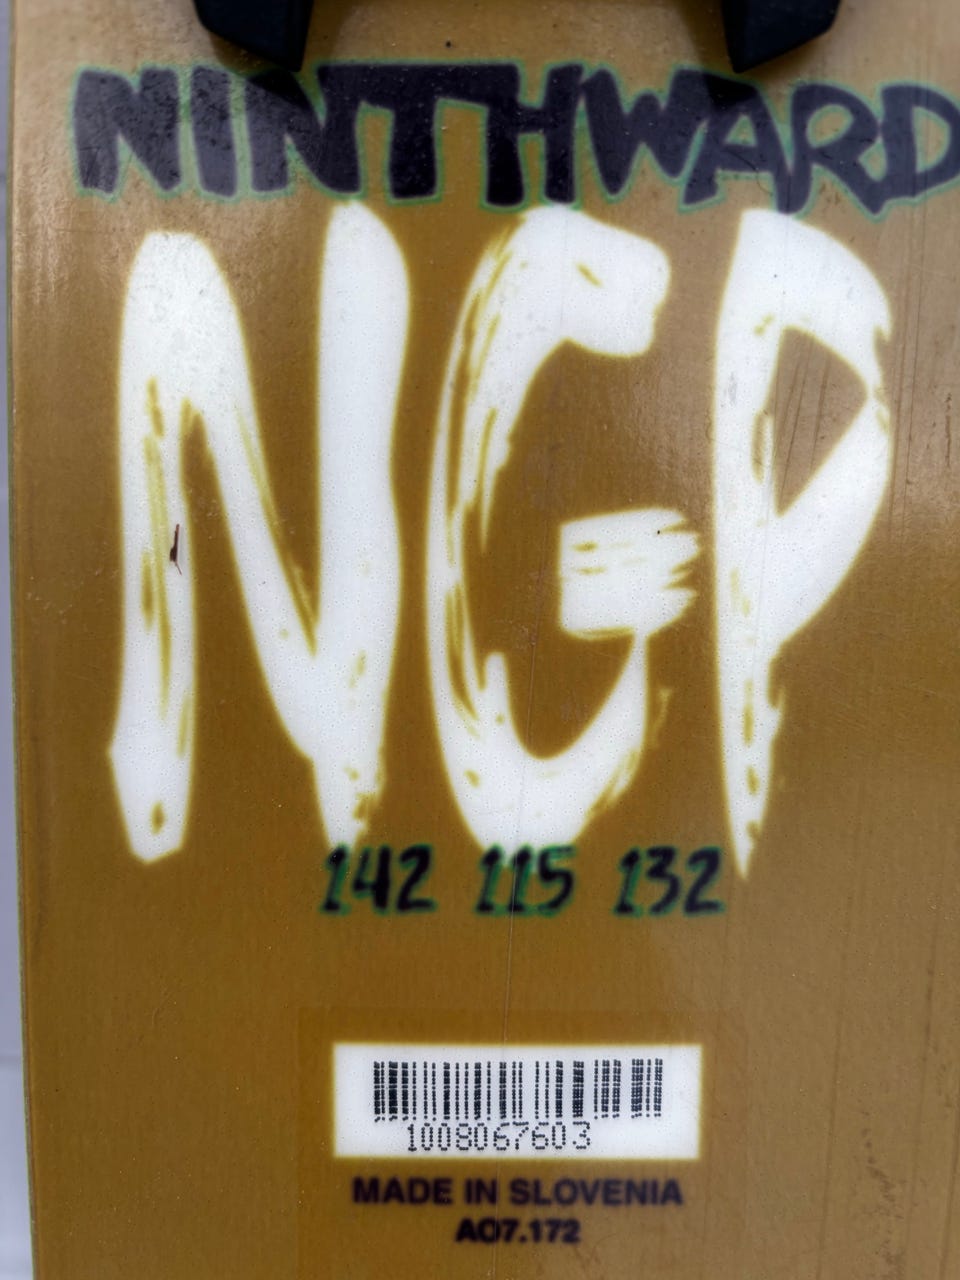 NINTHWARD
NGP
142 115 132
1008067603
MADE IN SLOVENIA
AO7.172